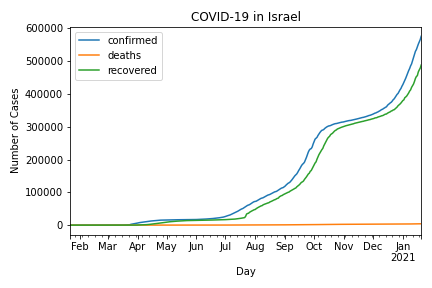 COVID-19 in Israel
confirmed
deaths
recovered
Number of Cases
600000
500000
400000
300000
200000
100000
0
Feb Mar Apr May Jun Jul Aug Sep Oct Nov Dec Jan
2021
Day